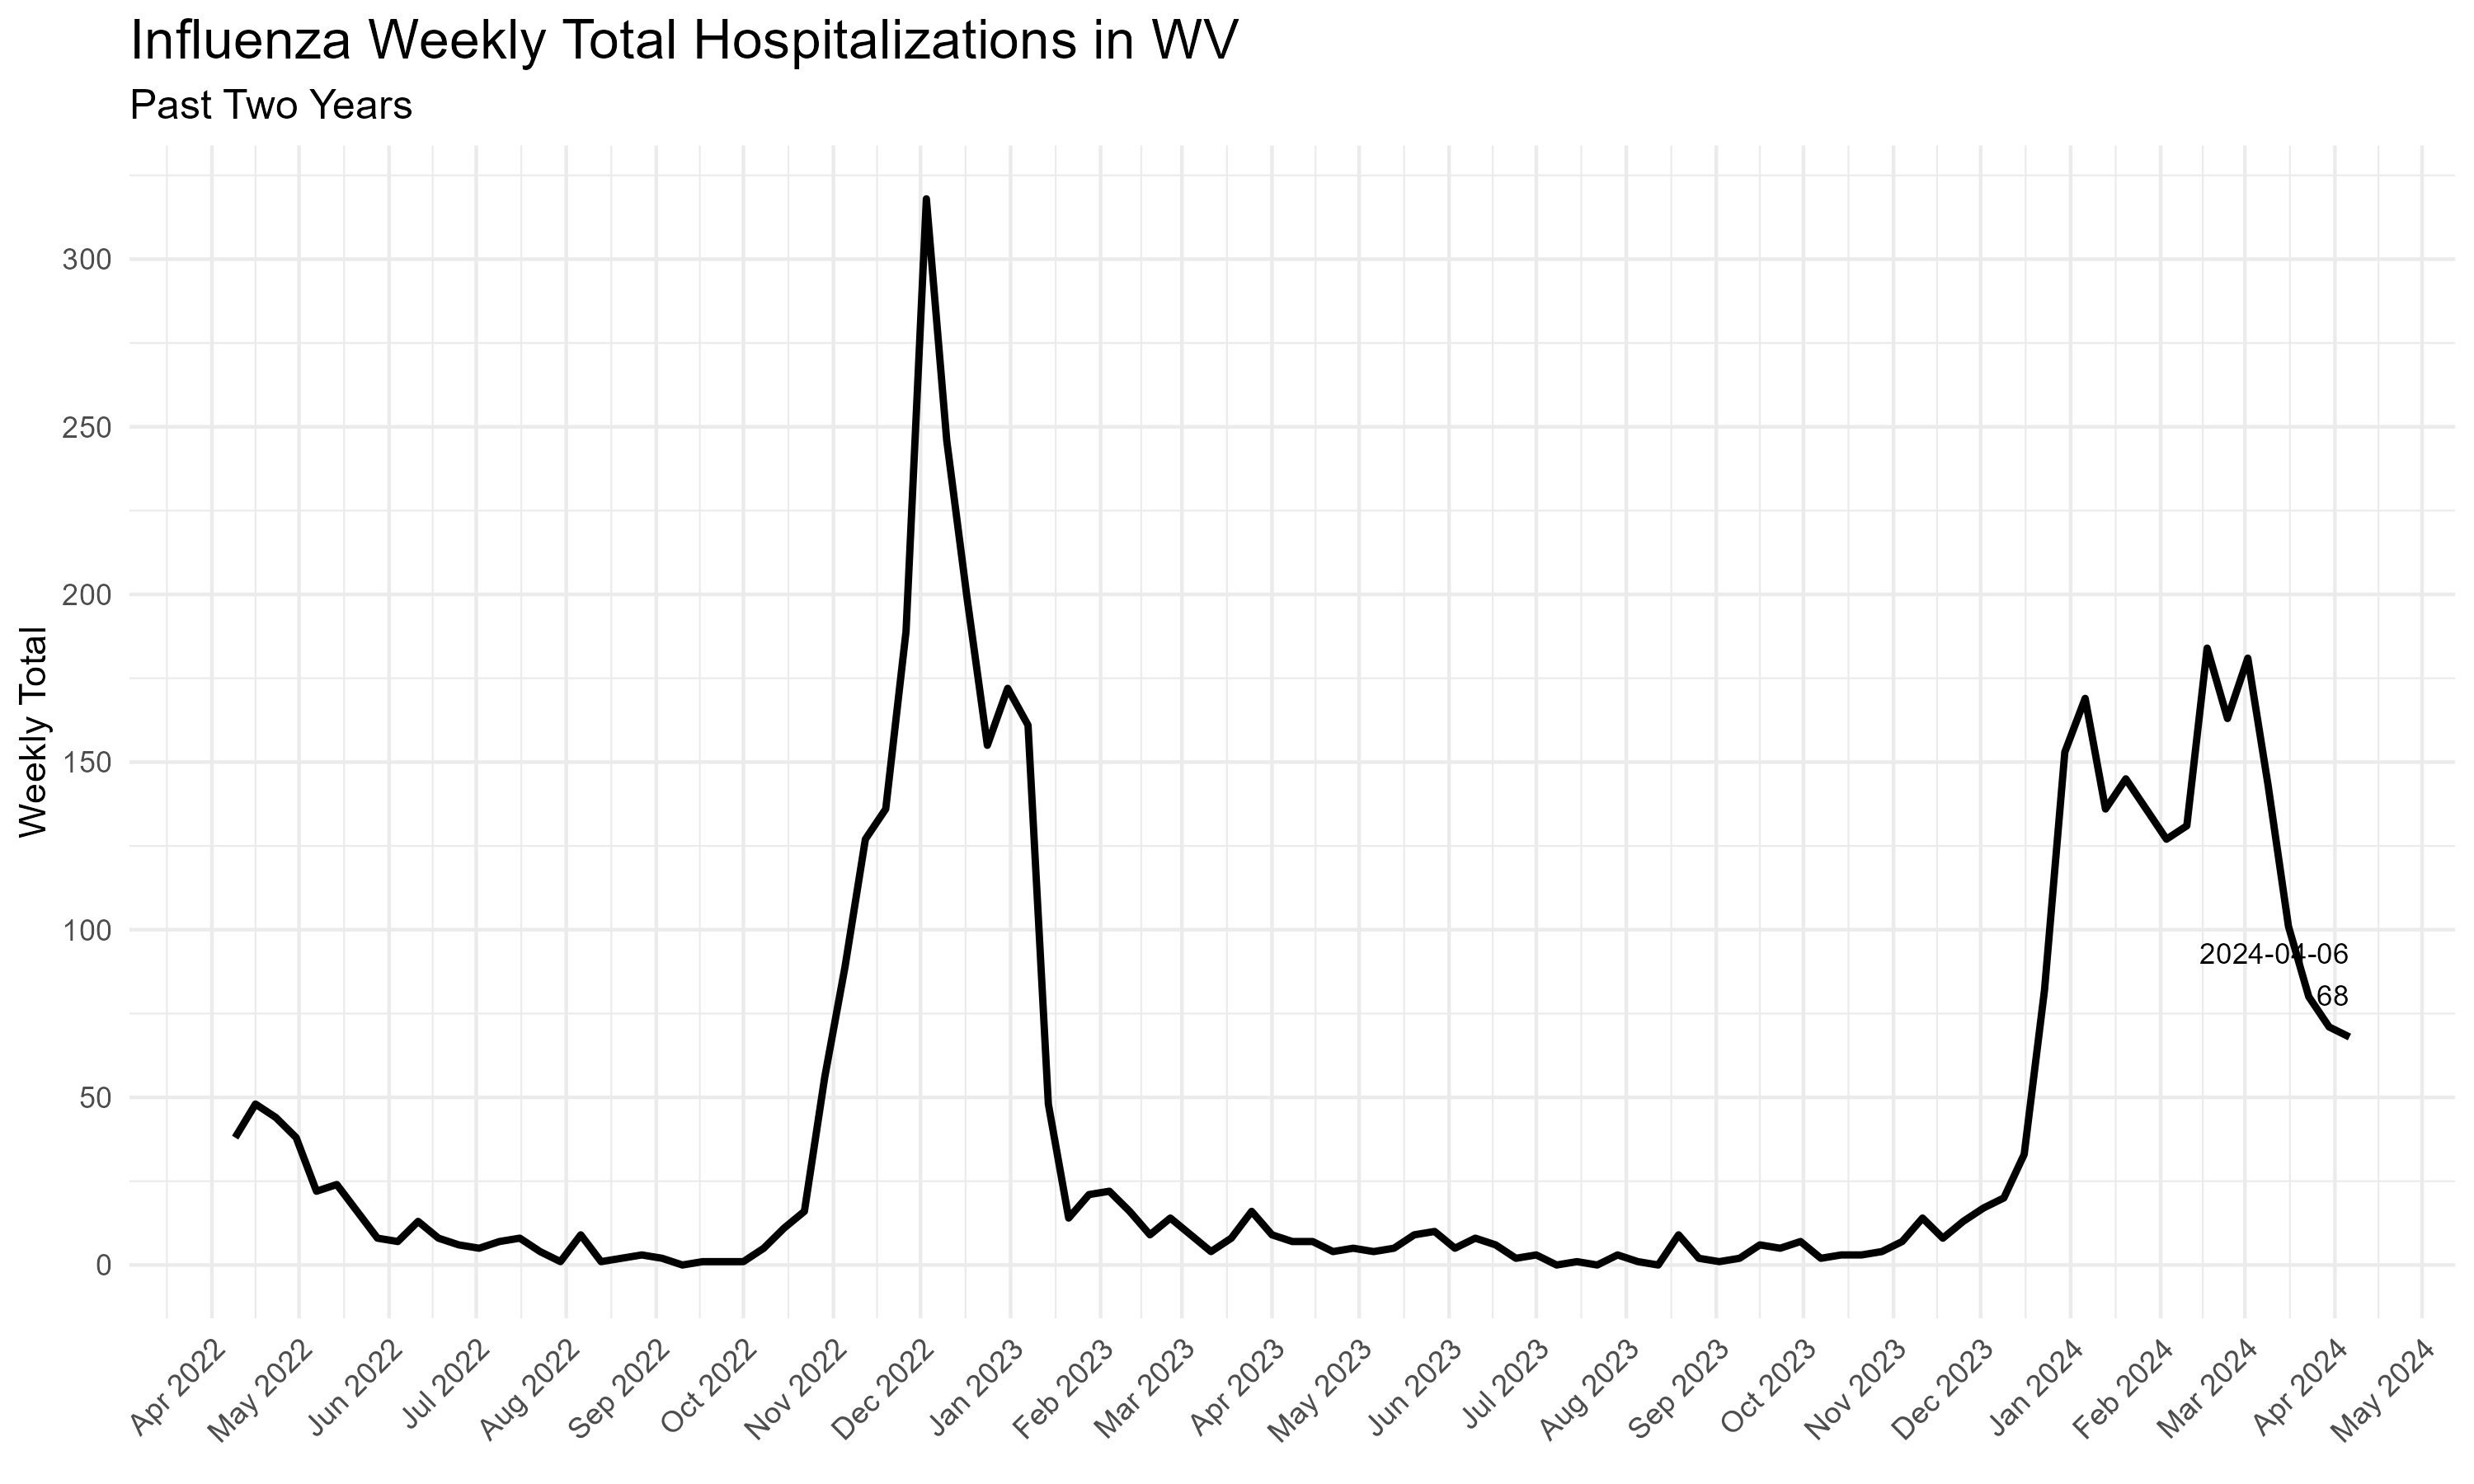 Influenza Weekly Total Hospitalizations in WV
Past Two Years
Weekly Total
300
250
200
150
100
50
0
2024-04-06
68
Apr 2022
May 2022
Jun 2022
Jul 2022
Aug 2022
Sep 2022
Oct 2022
Nov 2022
Dec 2022
Jan 2023
Feb 2023
Mar 2023
Apr 2023
May 2023
Jun 2023
Jul 2023
Aug 2023
Sep 2023
Oct 2023
Nov 2023
Dec 2023
Jan 2024
Feb 2024
Mar 2024
Apr 2024
May 2024